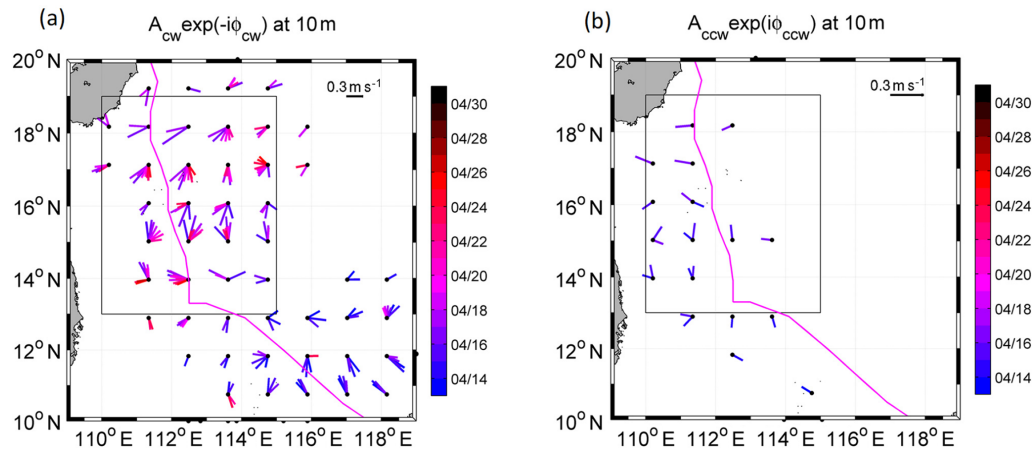 (a)
A_cw exp(-iϕ_cw) at 10 m
20° N
18° N
16° N
14° N
12° N
10° N
110° E
112° E
114° E
116° E
118° E
0.3 m s⁻¹
04/30
04/28
04/26
04/24
04/22
04/20
04/18
04/16
04/14
(b)
A_ccw exp(iϕ_ccw) at 10 m
20° N
18° N
16° N
14° N
12° N
10° N
110° E
112° E
114° E
116° E
118° E
0.3 m s⁻¹
04/30
04/28
04/26
04/24
04/22
04/20
04/18
04/16
04/14